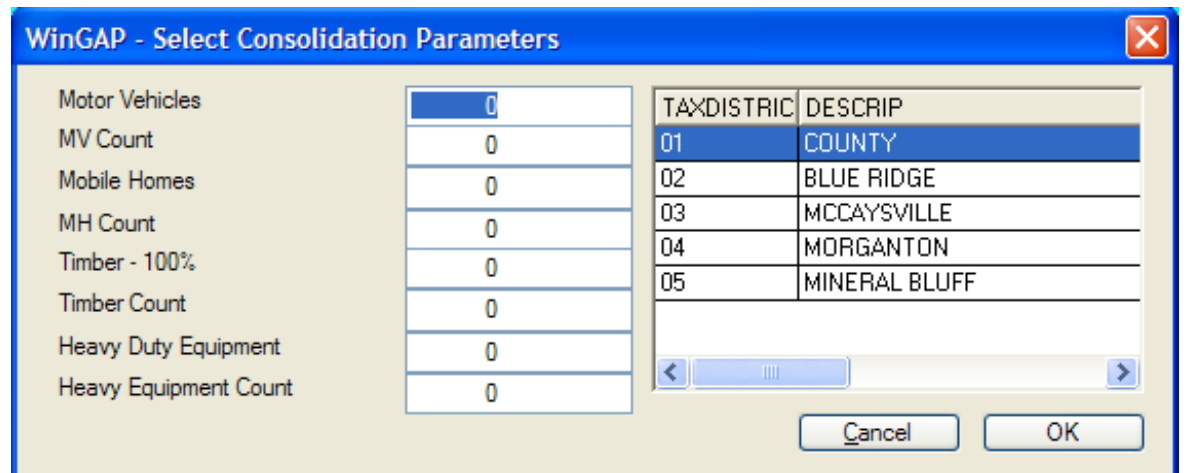 WinGAP - Select Consolidation Parameters
Motor Vehicles 0
MV Count 0
Mobile Homes 0
MH Count 0
Timber - 100% 0
Timber Count 0
Heavy Duty Equipment 0
Heavy Equipment Count 0
TAXDISTRIC DESCRIP
01 COUNTY
02 BLUE RIDGE
03 MCCAYSVILLE
04 MORGANTON
05 MINERAL BLUFF
Cancel OK